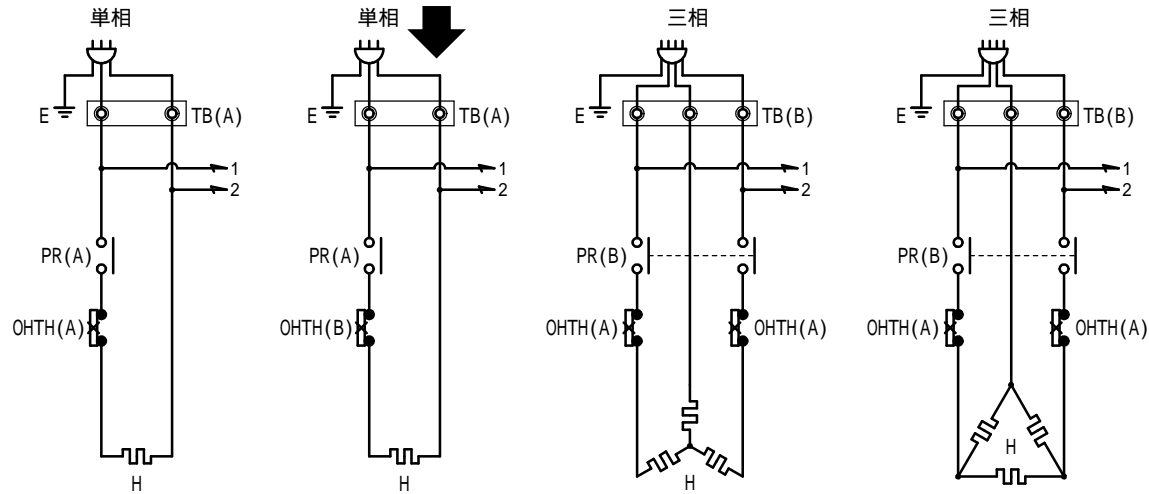 単相
E
TB(A)
1
2
PR(A)
OHTH(A)
H
単相
E
TB(A)
1
2
PR(A)
OHTH(B)
H
三相
E
TB(B)
1
2
PR(B)
OHTH(A)
OHTH(A)
H
三相
E
TB(B)
1
2
PR(B)
OHTH(A)
OHTH(A)
H